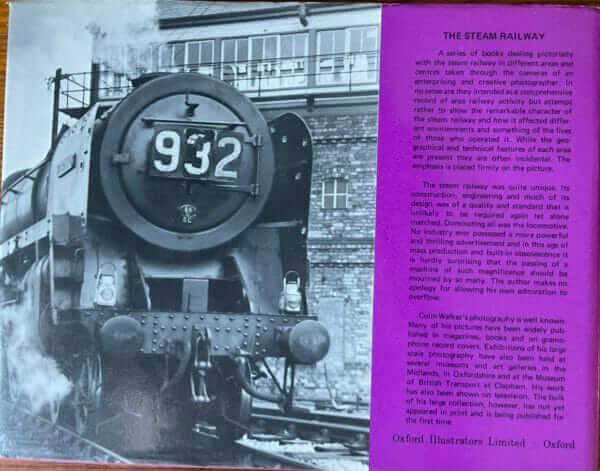 932
THE STEAM RAILWAY
A series of books dealing pictorially
with the steam railway in different areas and
centres taken through the cameras of an
enterprising and creative photographer. In
no sense are they intended as a comprehensive
record of area railway activity but attempt
rather to show the remarkable character of
the steam railway and how it affected differ-
ent environments and something of the lives
of those who operated it. While the geo-
graphical and technical features of each area
are present they are often incidental. The
emphasis is placed firmly on the picture.
The steam railway was quite unique. Its
construction, engineering and much of its
design was of a quality and standard that is
unlikely to be required again let alone
matched. Dominating all was the locomotive.
No industry ever possessed a more powerful
and thrilling advertisement and in this age of
mass production and built-in obsolescence it
is hardly surprising that the passing of a
machine of such magnificence should be
mourned by so many. The author makes no
apology for allowing his own admiration to
overflow.
Colin Walker's photography is well known.
Many of his pictures have been widely pub-
lished in magazines, books and on gramo-
phone record covers. Exhibitions of his large
scale photography have also been held at
several museums and art galleries in the
Midlands, in Oxfordshire and at the Museum
of British Transport at Clapham. His work
has also been shown on television. The bulk
of his large collection, however, has not yet
appeared in print and is being published for
the first time.
Oxford Illustrators Limited - Oxford